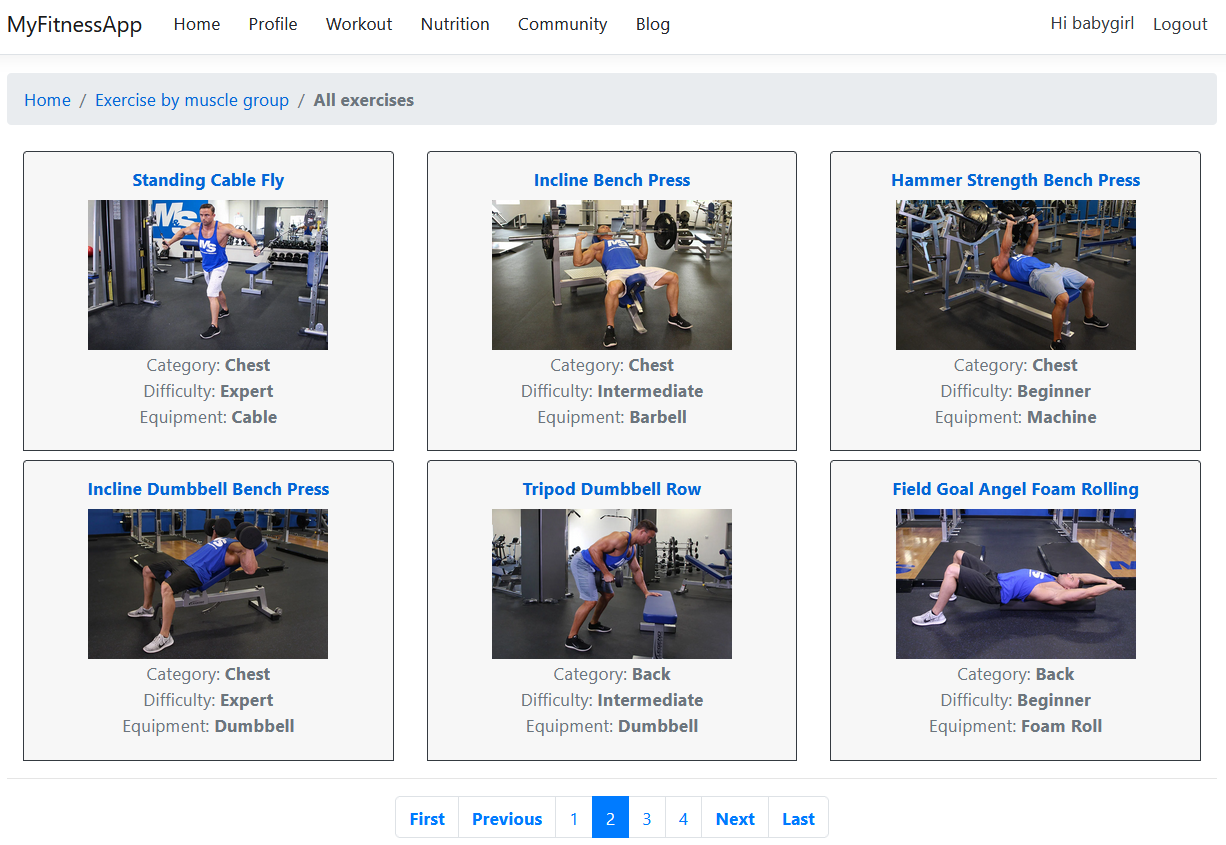 MyFitnessApp Home Profile Workout Nutrition Community Blog Hi babygirl Logout
Home / Exercise by muscle group / All exercises
Standing Cable Fly
M&S
MS
Category: Chest
Difficulty: Expert
Equipment: Cable
Incline Bench Press
Category: Chest
Difficulty: Intermediate
Equipment: Barbell
Hammer Strength Bench Press
Category: Chest
Difficulty: Beginner
Equipment: Machine
Incline Dumbbell Bench Press
Category: Chest
Difficulty: Expert
Equipment: Dumbbell
Tripod Dumbbell Row
Category: Back
Difficulty: Intermediate
Equipment: Dumbbell
Field Goal Angel Foam Rolling
Category: Back
Difficulty: Beginner
Equipment: Foam Roll
First Previous 1 2 3 4 Next Last